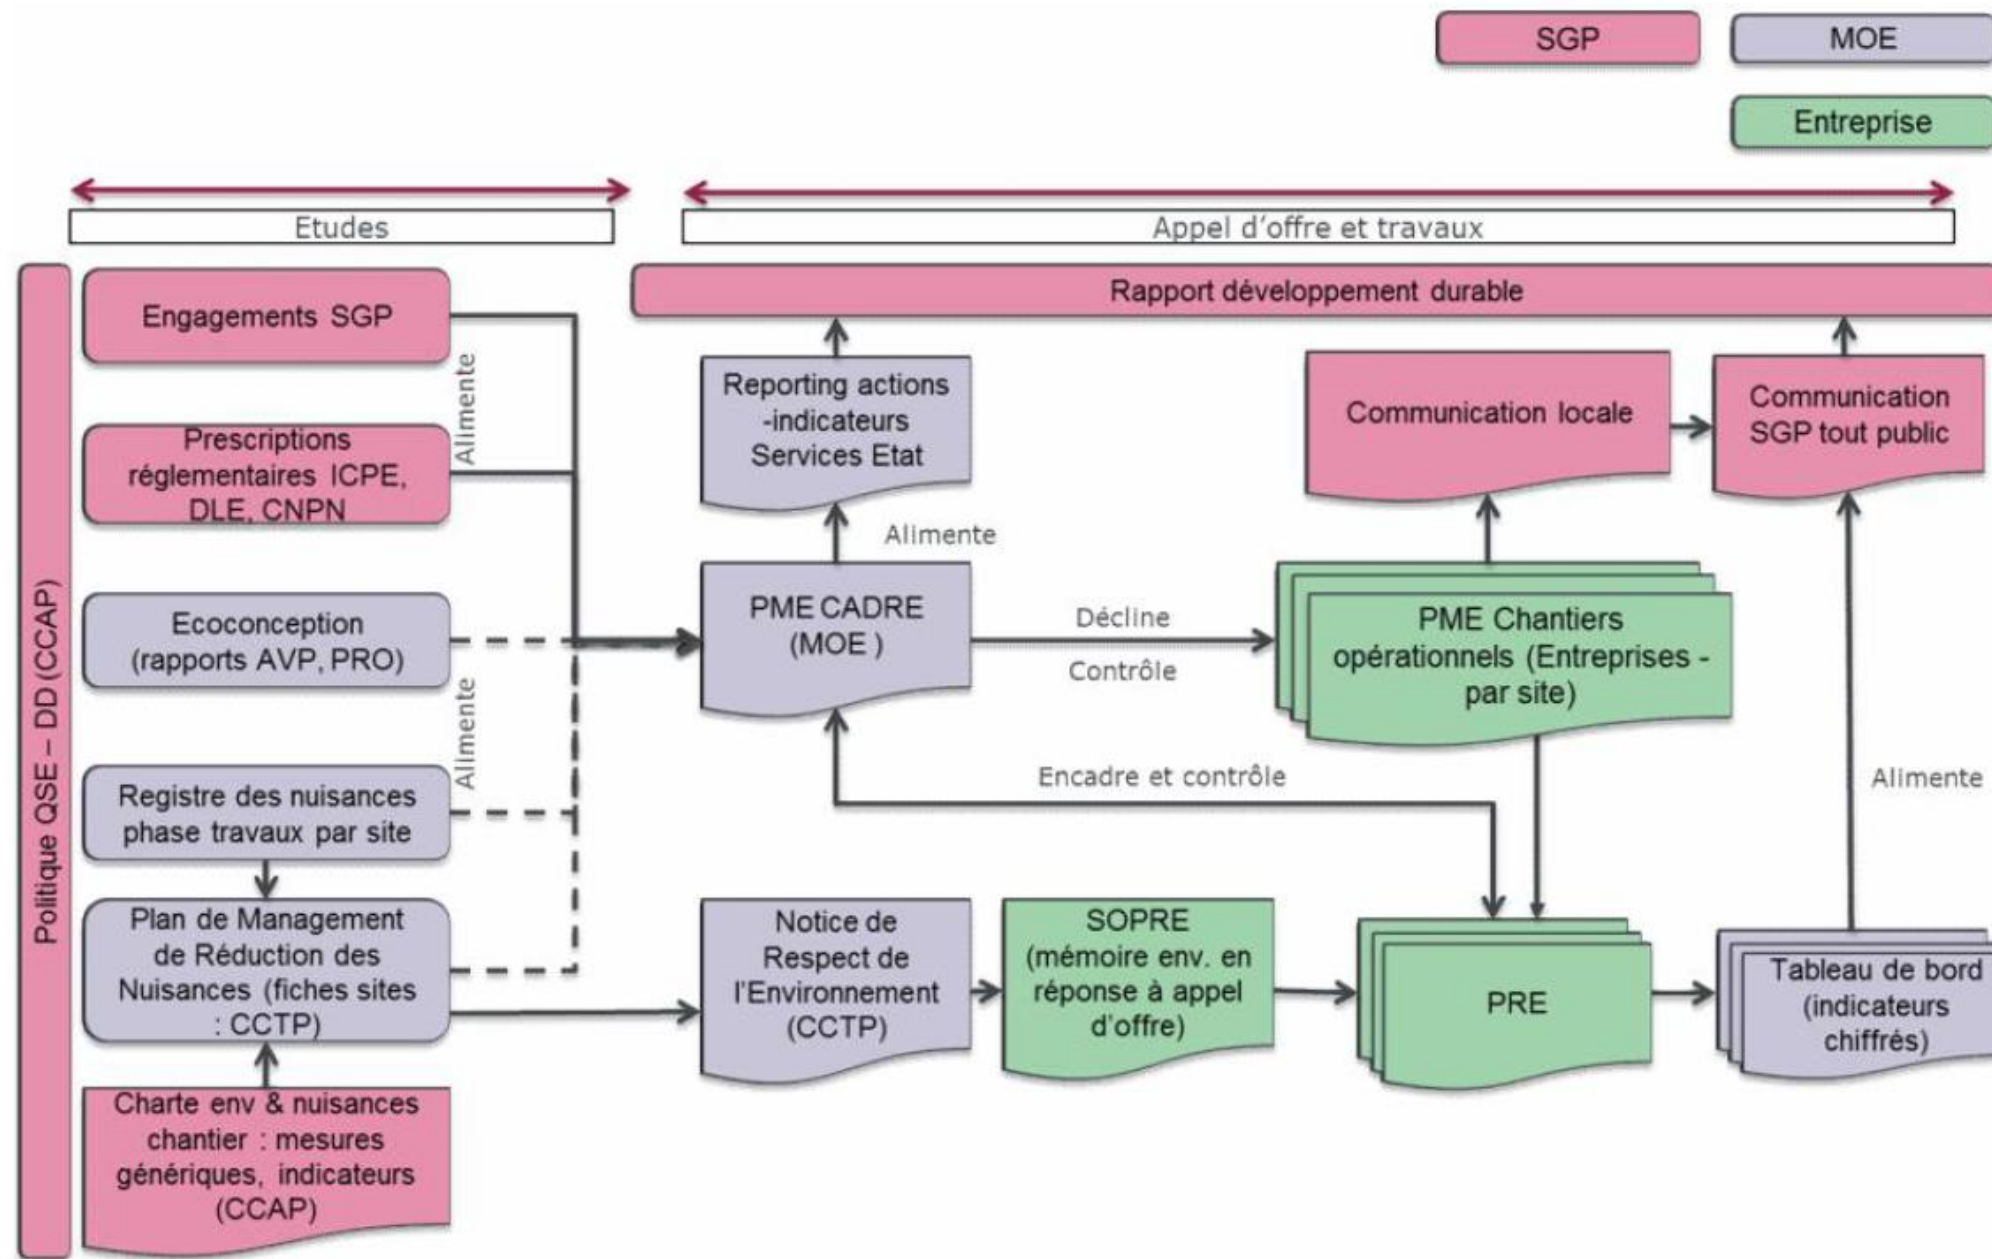 SGP
MOE
Entreprise
Etudes
Appel d'offre et travaux
Politique QSE – DD (CCAP)
Rapport développement durable
Engagements SGP
Alimente
Prescriptions
réglementaires ICPE,
DLE, CNPN
Ecoconception
(rapports AVP, PRO)
Alimente
Registre des nuisances
phase travaux par site
Plan de Management
de Réduction des
Nuisances (fiches sites
: CCTP)
Charte env & nuisances
chantier : mesures
génériques, indicateurs
(CCAP)
Reporting actions
-indicateurs
Services Etat
Communication locale
Communication
SGP tout public
Alimente
PME CADRE
(MOE )
Décline
Contrôle
PME Chantiers
opérationnels (Entreprises -
par site)
Encadre et contrôle
Alimente
Notice de
Respect de
l'Environnement
(CCTP)
SOPRE
(mémoire env. en
réponse à appel
d'offre)
PRE
Tableau de bord
(indicateurs
chiffrés)